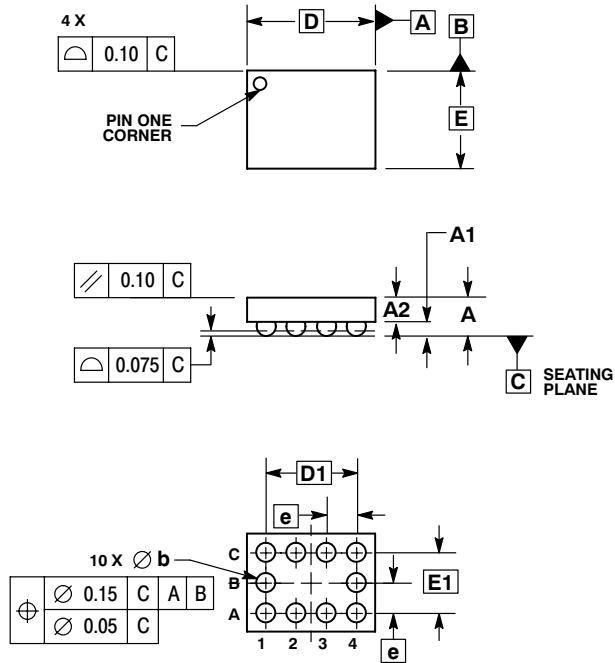 4 X
⌓ 0.10 C
D
A
B
PIN ONE
CORNER
E
A1
// 0.10 C
A2
A
⌓ 0.075 C
C
SEATING
PLANE
D1
e
10 X ∅ b
⌖ ∅ 0.15 C A B
∅ 0.05 C
C
B
A
1 2 3 4
E1
e